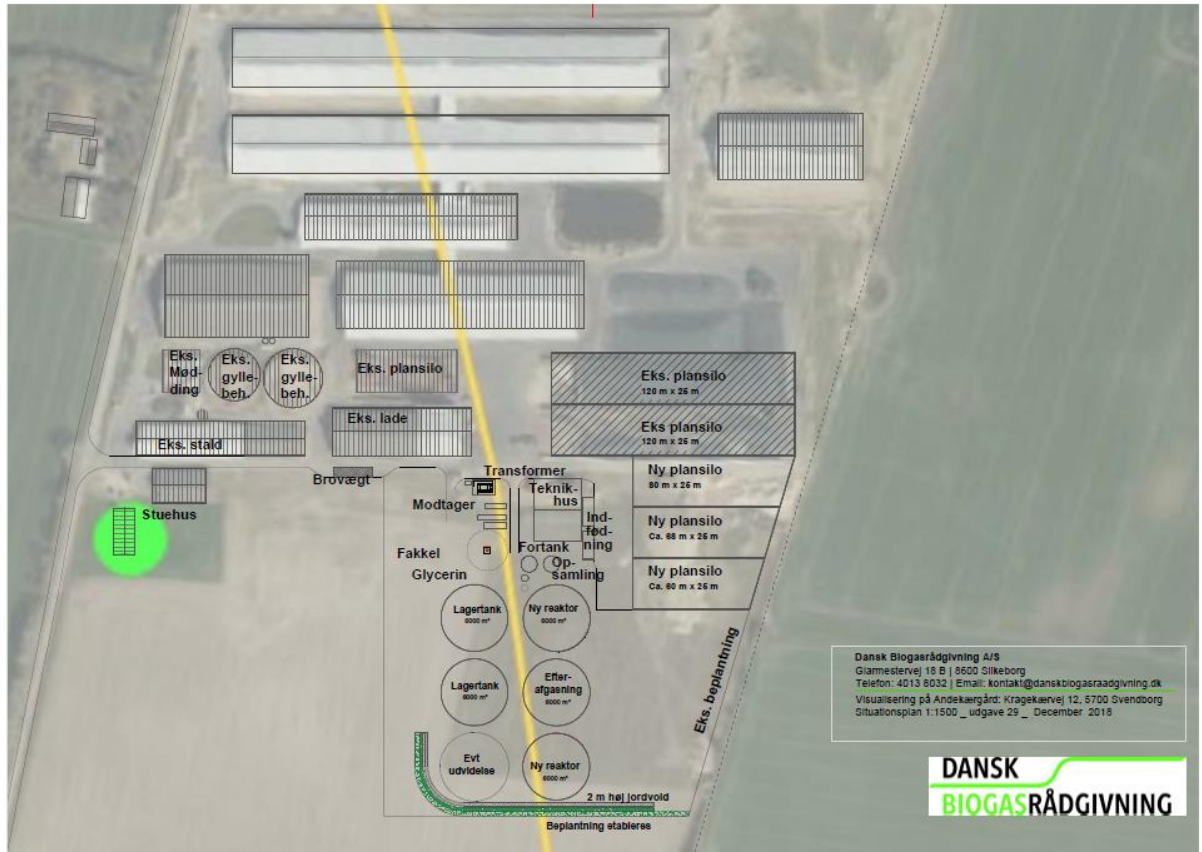 Eks.
Mød-
ding
Eks.
gylle-
beh.
Eks.
gylle-
beh.
Eks. plansilo
Eks. plansilo
120 m x 25 m
Eks plansilo
120 m x 25 m
Eks. stald
Eks. lade
Brovægt
Stuehus
Transformer
Teknik-
hus
Modtager
Ind-
fød-
ning
Fakkel
Fortank
Glycerin
Op-
samling
Ny plansilo
80 m x 25 m
Ny plansilo
Ca. 68 m x 25 m
Ny plansilo
Ca. 60 m x 25 m
Lagertank
6000 m³
Ny reaktor
6000 m³
Lagertank
6000 m³
Efter-
afgasning
6000 m³
Evt
udvidelse
Ny reaktor
6000 m³
Eks. beplantning
2 m høj jordvold
Beplantning etableres
Dansk Biogasrådgivning A/S
Glarmestervej 18 B | 8600 Silkeborg
Telefon: 4013 8032 | Email: kontakt@danskbiogasraadgivning.dk
Visualisering på Andekærgård: Kragekærvej 12, 5700 Svendborg
Situationsplan 1:1500 _ udgave 29 _ December 2018
DANSK
BIOGASRÅDGIVNING